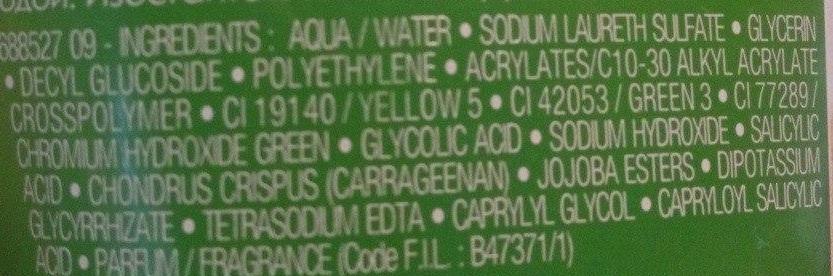 688527 09 - INGREDIENTS : AQUA / WATER • SODIUM LAURETH SULFATE • GLYCERIN
• DECYL GLUCOSIDE • POLYETHYLENE • ACRYLATES/C10-30 ALKYL ACRYLATE
CROSSPOLYMER • CI 19140 / YELLOW 5 • CI 42053 / GREEN 3 • CI 77289 /
CHROMIUM HYDROXIDE GREEN • GLYCOLIC ACID • SODIUM HYDROXIDE • SALICYLIC
ACID • CHONDRUS CRISPUS (CARRAGEENAN) • JOJOBA ESTERS • DIPOTASSIUM
GLYCYRRHIZATE • TETRASODIUM EDTA • CAPRYLYL GLYCOL • CAPRYLOYL SALICYLIC
ACID • PARFUM / FRAGRANCE (Code F.I.L. : B47371/1)